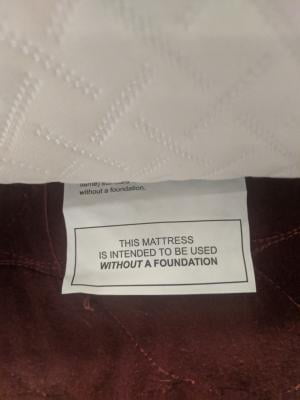 without a foundation,
THIS MATTRESS
IS INTENDED TO BE USED
WITHOUT A FOUNDATION